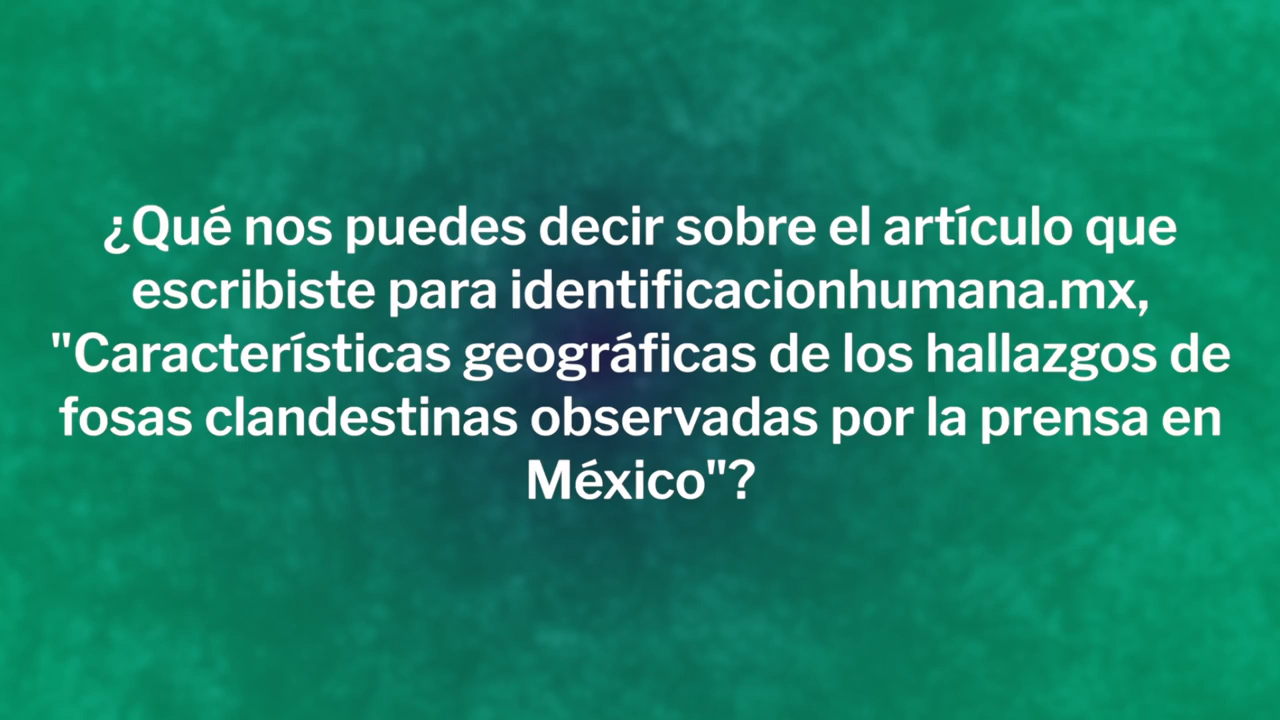 ¿Qué nos puedes decir sobre el artículo que
escribiste para identificacionhumana.mx,
"Características geográficas de los hallazgos de
fosas clandestinas observadas por la prensa en
México"?